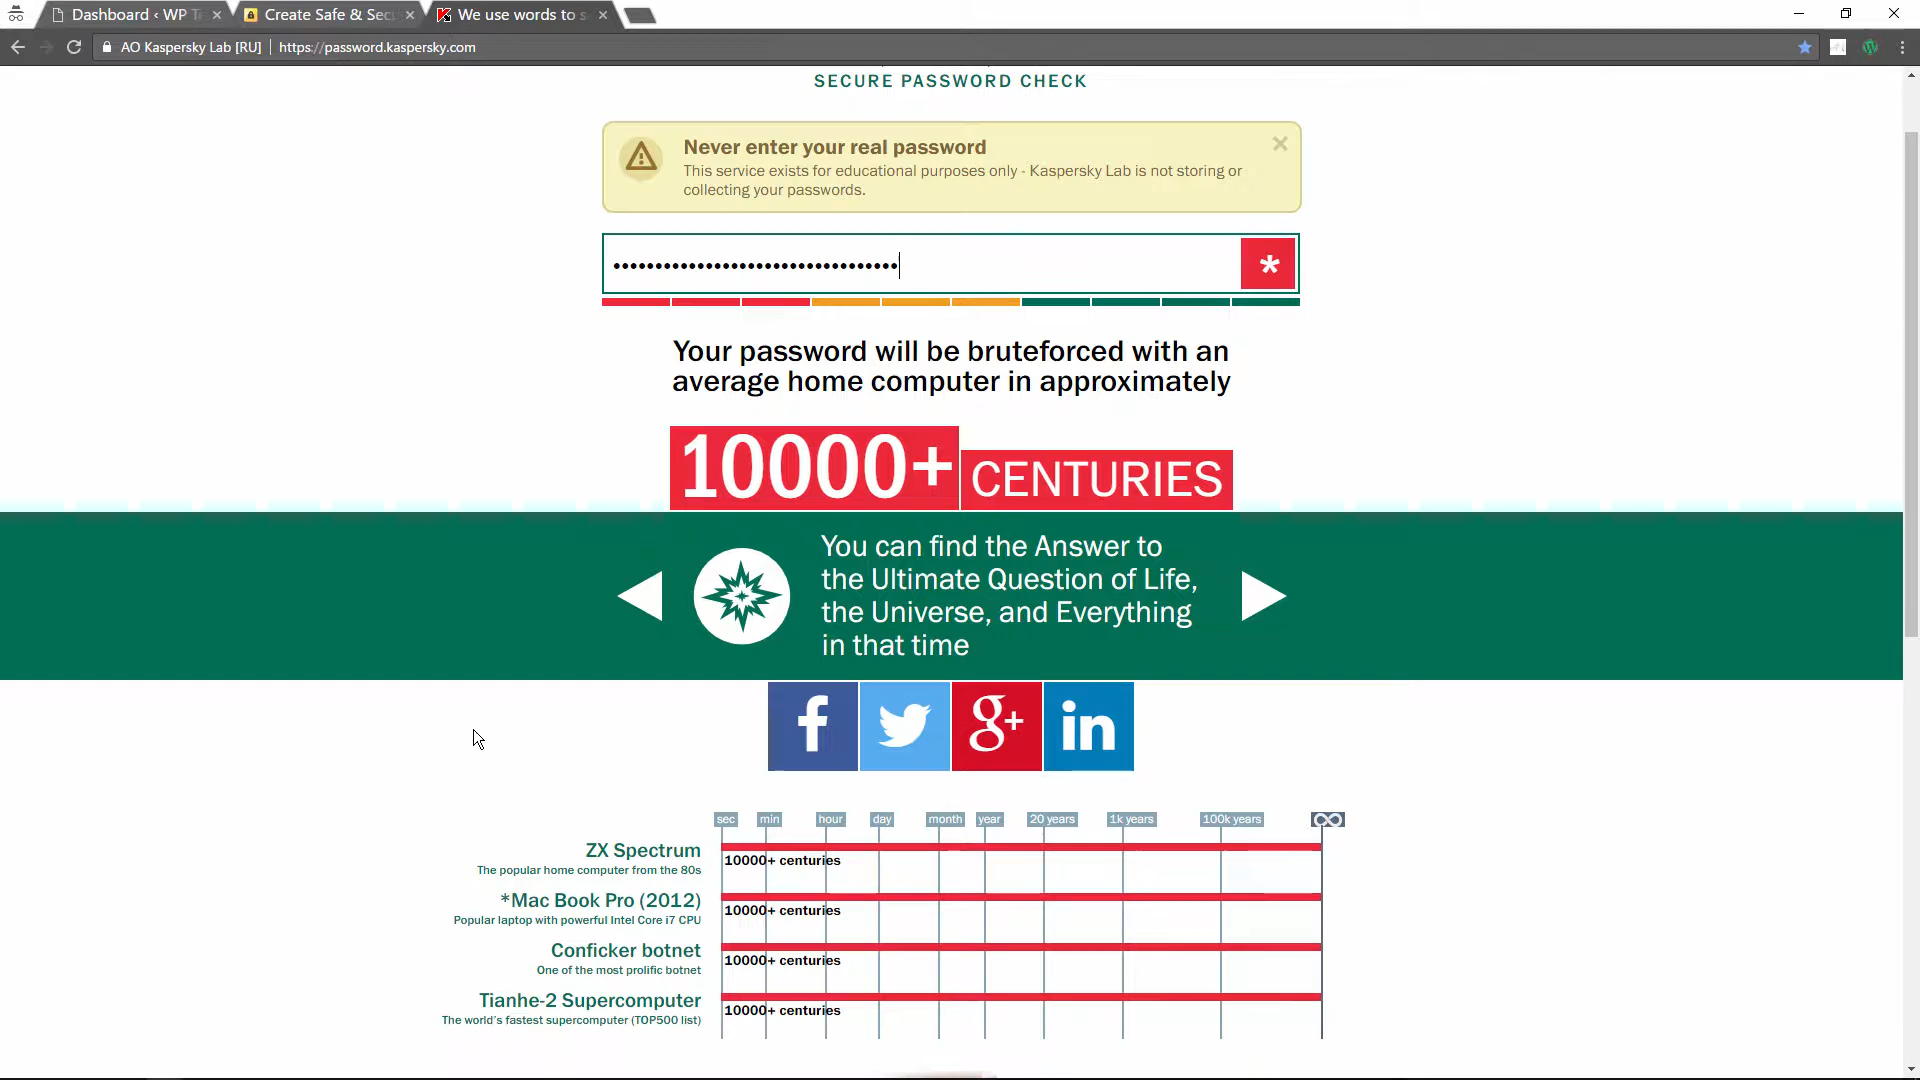 Dashboard ‹ WP T
Create Safe & Sec
We use words to s
AO Kaspersky Lab [RU]
https://password.kaspersky.com
SECURE PASSWORD CHECK
Never enter your real password
This service exists for educational purposes only - Kaspersky Lab is not storing or
collecting your passwords.
••••••••••••••••••••••••••••••••••
*
Your password will be bruteforced with an
average home computer in approximately
10000+ CENTURIES
You can find the Answer to
the Ultimate Question of Life,
the Universe, and Everything
in that time
f
g+
in
sec min hour day month year 20 years 1k years 100k years ∞
ZX Spectrum
10000+ centuries
The popular home computer from the 80s
*Mac Book Pro (2012)
10000+ centuries
Popular laptop with powerful Intel Core i7 CPU
Conficker botnet
10000+ centuries
One of the most prolific botnet
Tianhe-2 Supercomputer
10000+ centuries
The world's fastest supercomputer (TOP500 list)